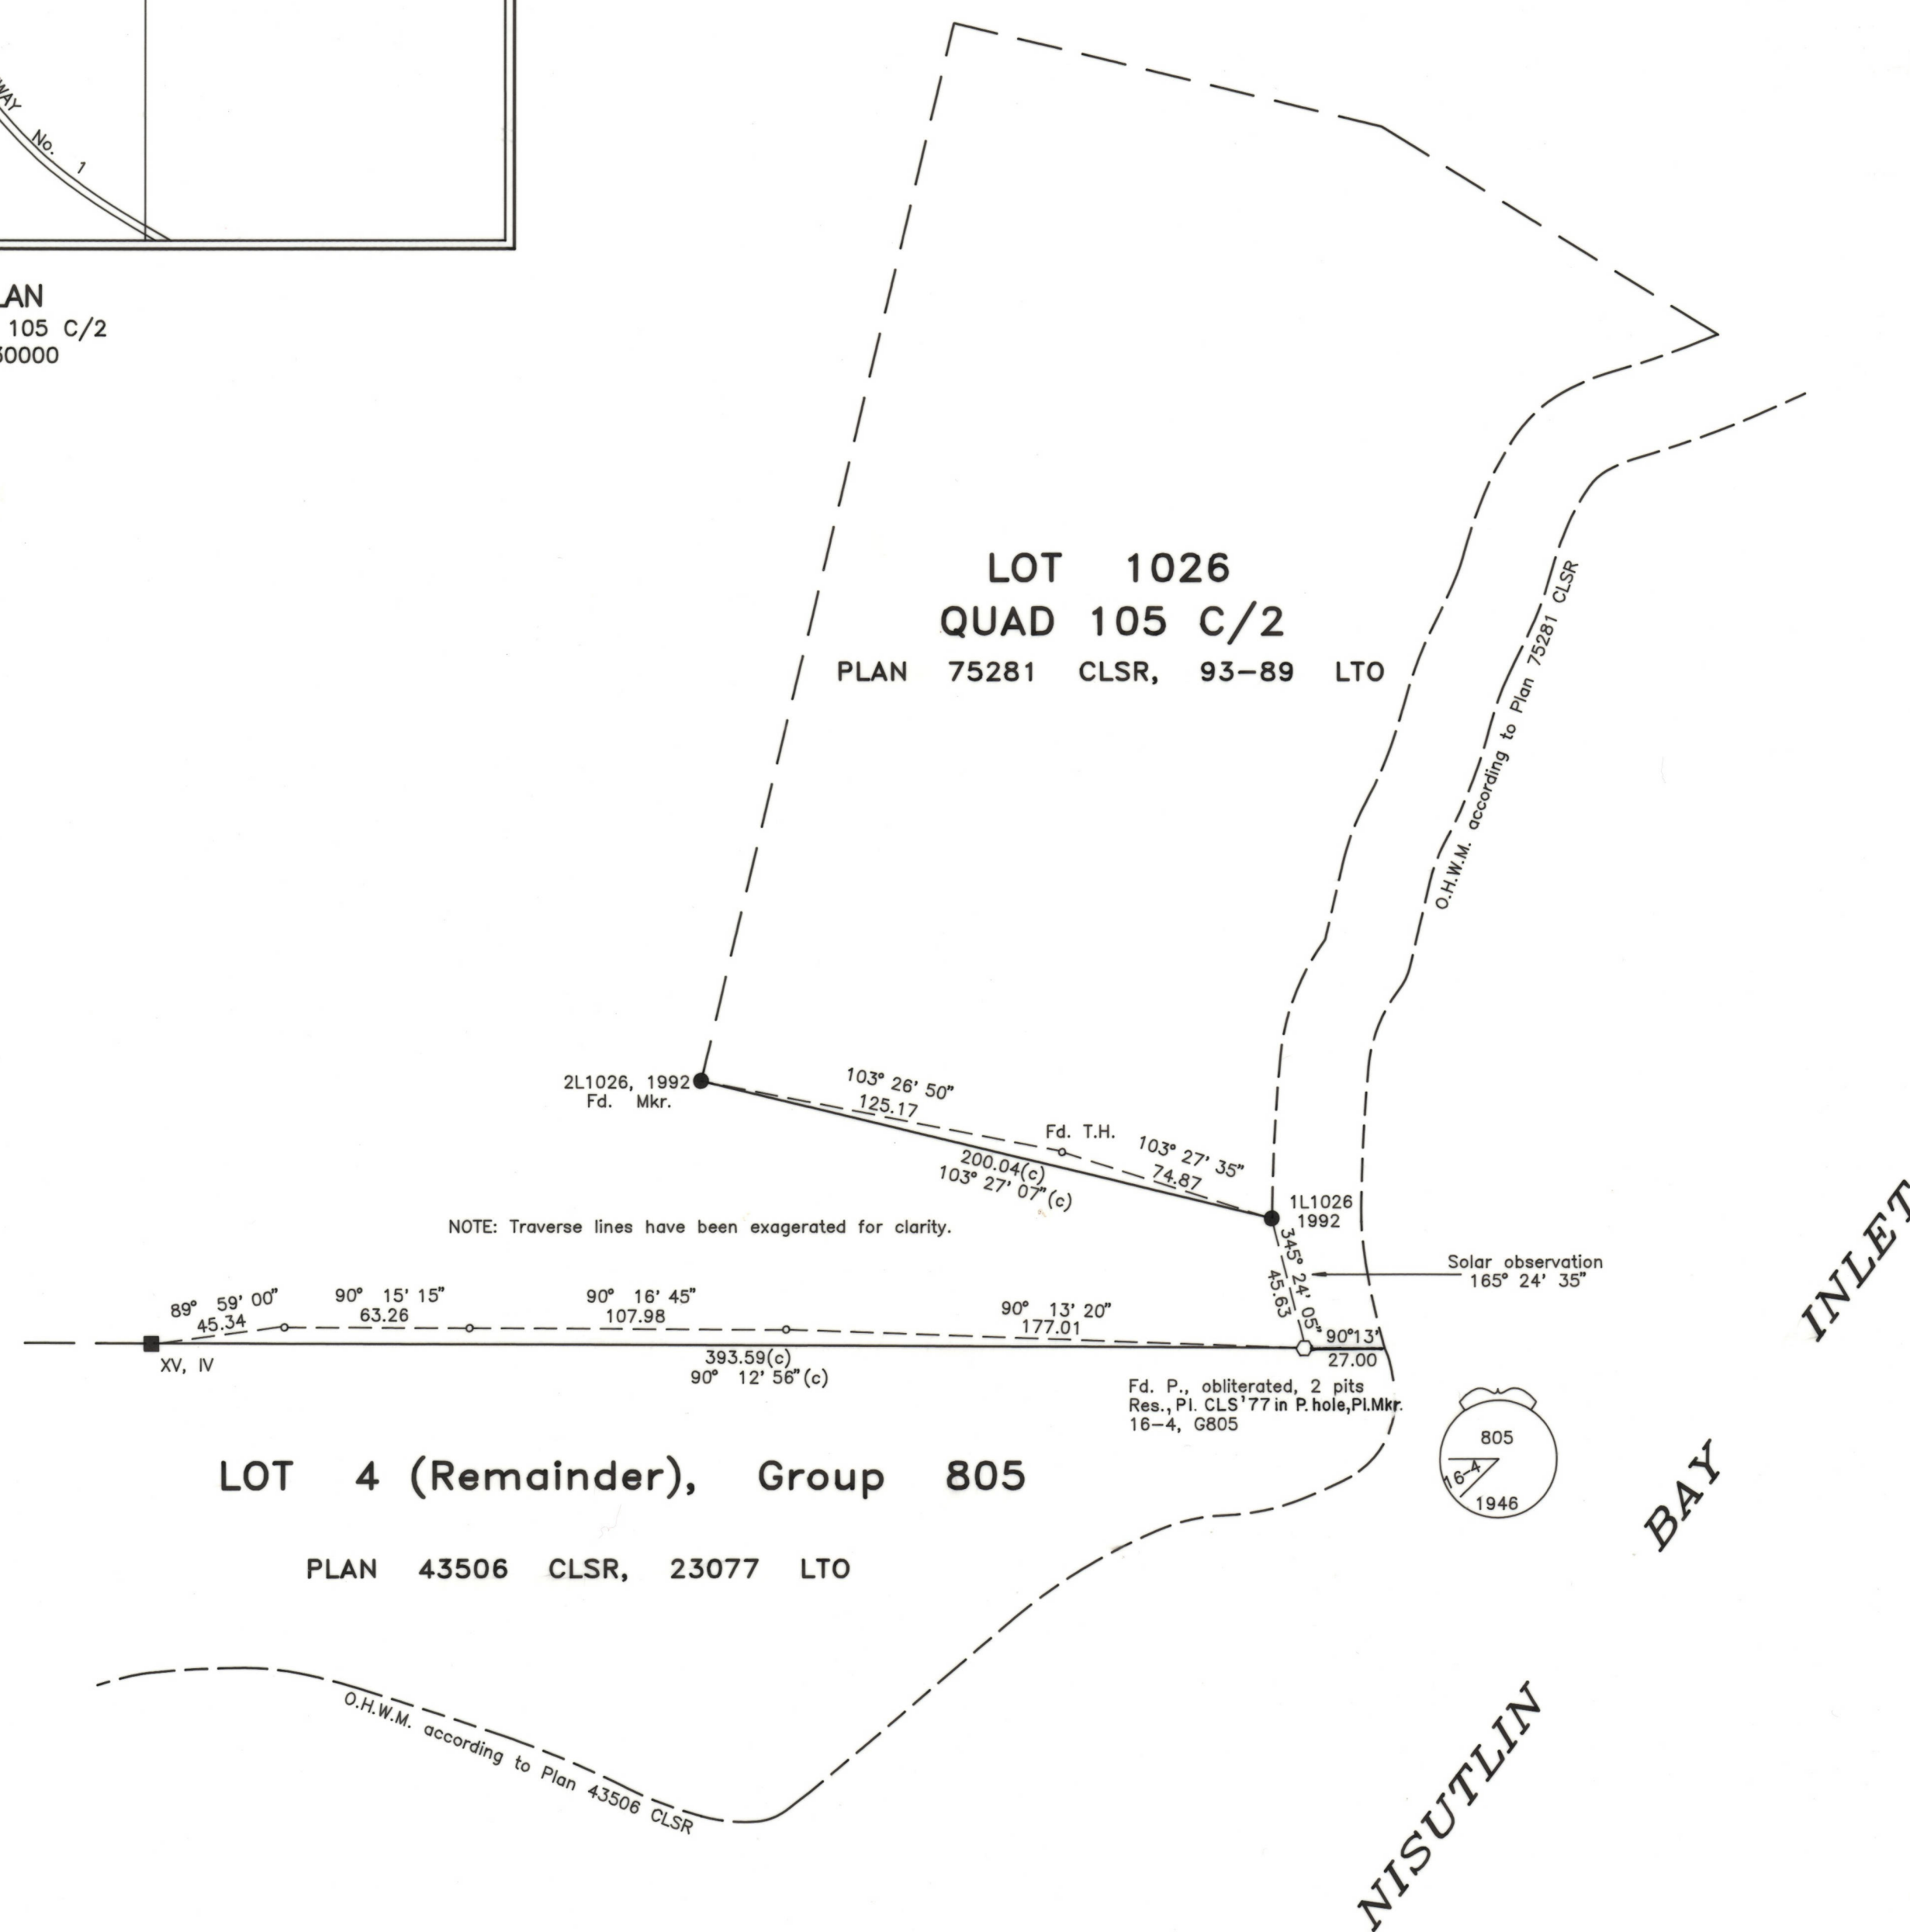 WAY No. 1
105 C/2
LOT 1026
QUAD 105 C/2
PLAN 75281 CLSR, 93-89 LTO
O.H.W.M. according to Plan 75281 CLSR
2L1026, 1992
Fd. Mkr.
103° 26' 50"
125.17
Fd. T.H.
103° 27' 35"
74.87
200.04(c)
103° 27' 07"(c)
1L1026
1992
NOTE: Traverse lines have been exagerated for clarity.
345° 24' 05"
45.63
Solar observation
165° 24' 35"
INLET
89° 59' 00"
45.34
90° 15' 15"
63.26
90° 16' 45"
107.98
90° 13' 20"
177.01
90°13'
27.00
XV, IV
393.59(c)
90° 12' 56"(c)
Fd. P., obliterated, 2 pits
Res., Pl. CLS '77 in P. hole, Pl. Mkr.
16-4, G805
805
16-4
1946
LOT 4 (Remainder), Group 805
PLAN 43506 CLSR, 23077 LTO
BAY
O.H.W.M. according to Plan 43506 CLSR
NISUTLIN